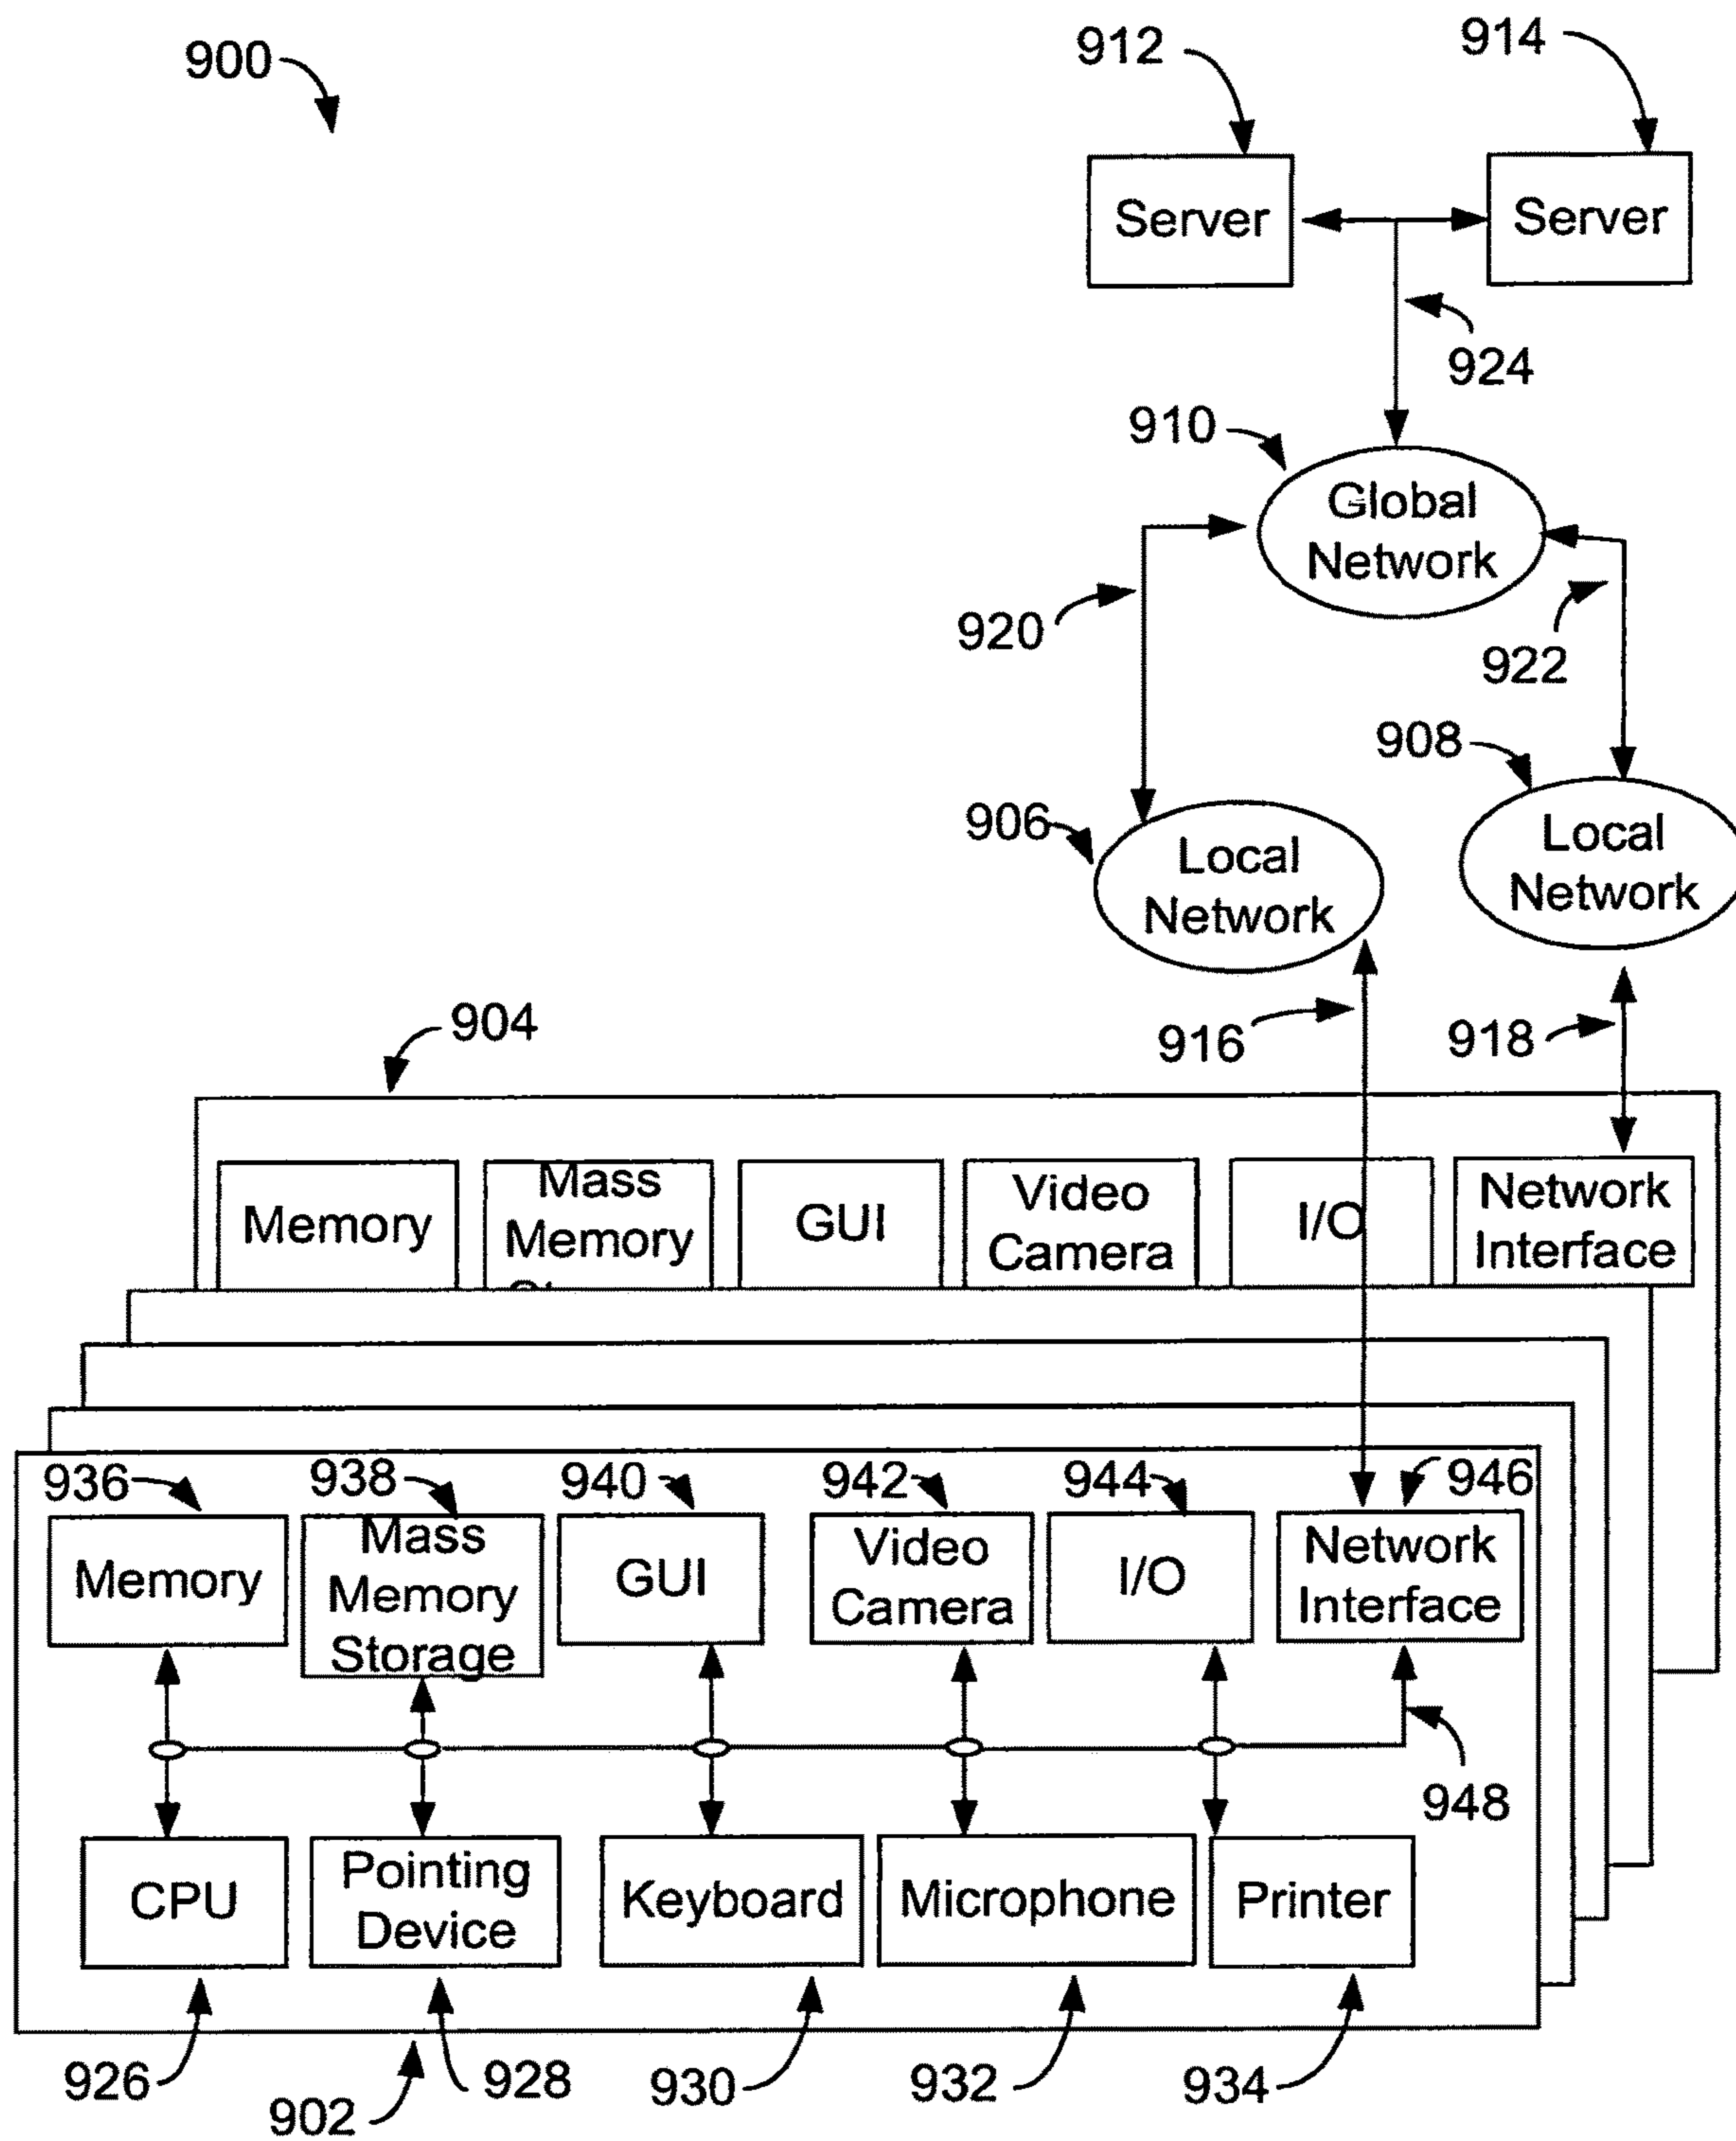 900
912
914
Server
Server
924
910
Global
Network
920
922
908
906
Local
Network
Local
Network
904
916
918
Memory
Mass
Memory
GUI
Video
Camera
I/O
Network
Interface
936
938
940
942
944
946
Memory
Mass
Memory
Storage
GUI
Video
Camera
I/O
Network
Interface
948
CPU
Pointing
Device
Keyboard
Microphone
Printer
926
902
928
930
932
934